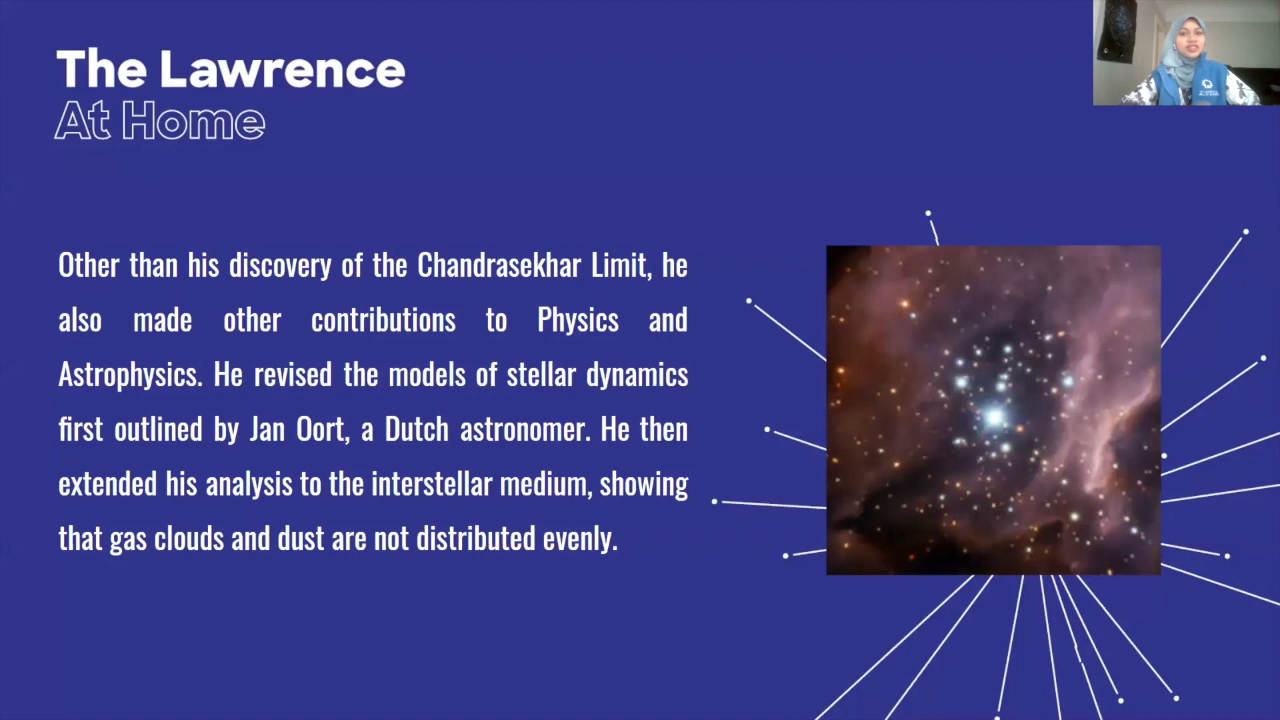 The Lawrence
At Home
Other than his discovery of the Chandrasekhar Limit, he
also made other contributions to Physics and
Astrophysics. He revised the models of stellar dynamics
first outlined by Jan Oort, a Dutch astronomer. He then
extended his analysis to the interstellar medium, showing
that gas clouds and dust are not distributed evenly.